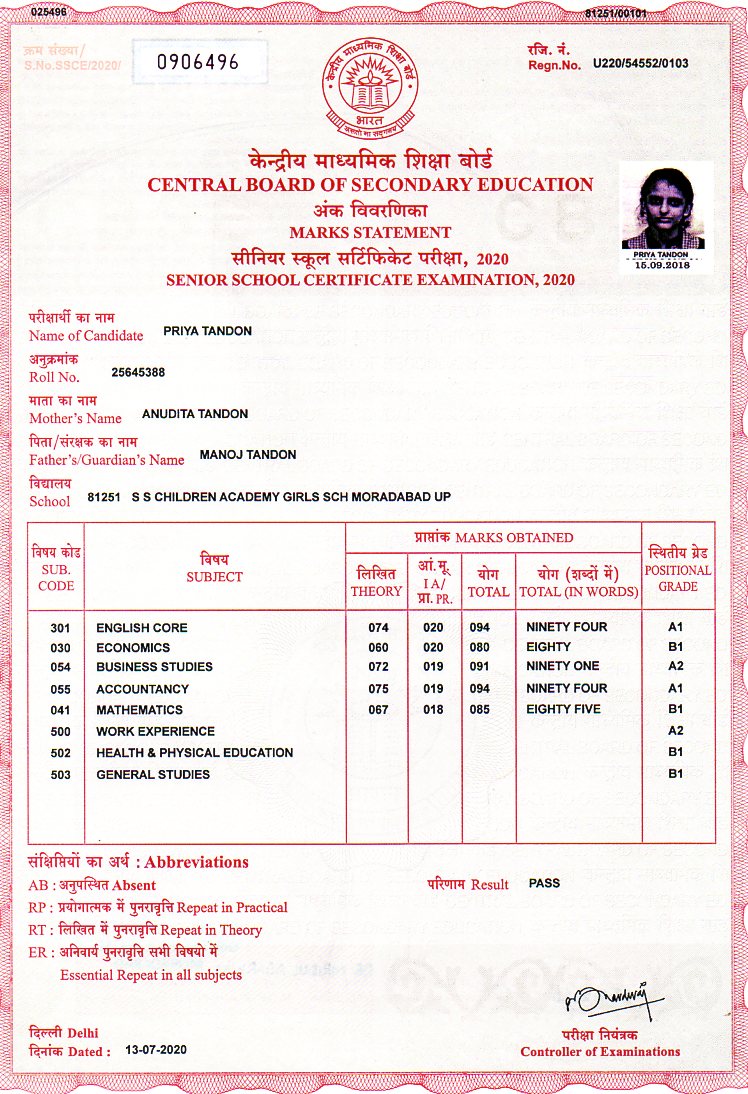 025496 81251/00101
क्रम संख्या/
S.No.SSCE/2020/ 0906496
रजि. नं.
Regn.No. U220/54552/0103
केन्द्रीय माध्यमिक शिक्षा बोर्ड
भारत
असतो मा सद्गमय
केन्द्रीय माध्यमिक शिक्षा बोर्ड
CENTRAL BOARD OF SECONDARY EDUCATION
अंक विवरणिका
MARKS STATEMENT
सीनियर स्कूल सर्टिफिकेट परीक्षा, 2020
SENIOR SCHOOL CERTIFICATE EXAMINATION, 2020
PRIYA TANDON
15.09.2018
परीक्षार्थी का नाम
Name of Candidate PRIYA TANDON
अनुक्रमांक
Roll No. 25645388
माता का नाम
Mother's Name ANUDITA TANDON
पिता/संरक्षक का नाम
Father's/Guardian's Name MANOJ TANDON
विद्यालय
School 81251 S S CHILDREN ACADEMY GIRLS SCH MORADABAD UP
विषय कोड
SUB.
CODE
विषय
SUBJECT
प्राप्तांक MARKS OBTAINED
लिखित
THEORY
आं.मू.
I A/
प्रा. PR.
योग
TOTAL
योग (शब्दों में)
TOTAL (IN WORDS)
स्थितीय ग्रेड
POSITIONAL
GRADE
301 ENGLISH CORE 074 020 094 NINETY FOUR A1
030 ECONOMICS 060 020 080 EIGHTY B1
054 BUSINESS STUDIES 072 019 091 NINETY ONE A2
055 ACCOUNTANCY 075 019 094 NINETY FOUR A1
041 MATHEMATICS 067 018 085 EIGHTY FIVE B1
500 WORK EXPERIENCE A2
502 HEALTH & PHYSICAL EDUCATION B1
503 GENERAL STUDIES B1
संक्षिप्तियों का अर्थ : Abbreviations
AB : अनुपस्थित Absent
परिणाम Result PASS
RP : प्रयोगात्मक में पुनरावृत्ति Repeat in Practical
RT : लिखित में पुनरावृत्ति Repeat in Theory
ER : अनिवार्य पुनरावृत्ति सभी विषयो में
Essential Repeat in all subjects
दिल्ली Delhi
दिनांक Dated : 13-07-2020
परीक्षा नियंत्रक
Controller of Examinations